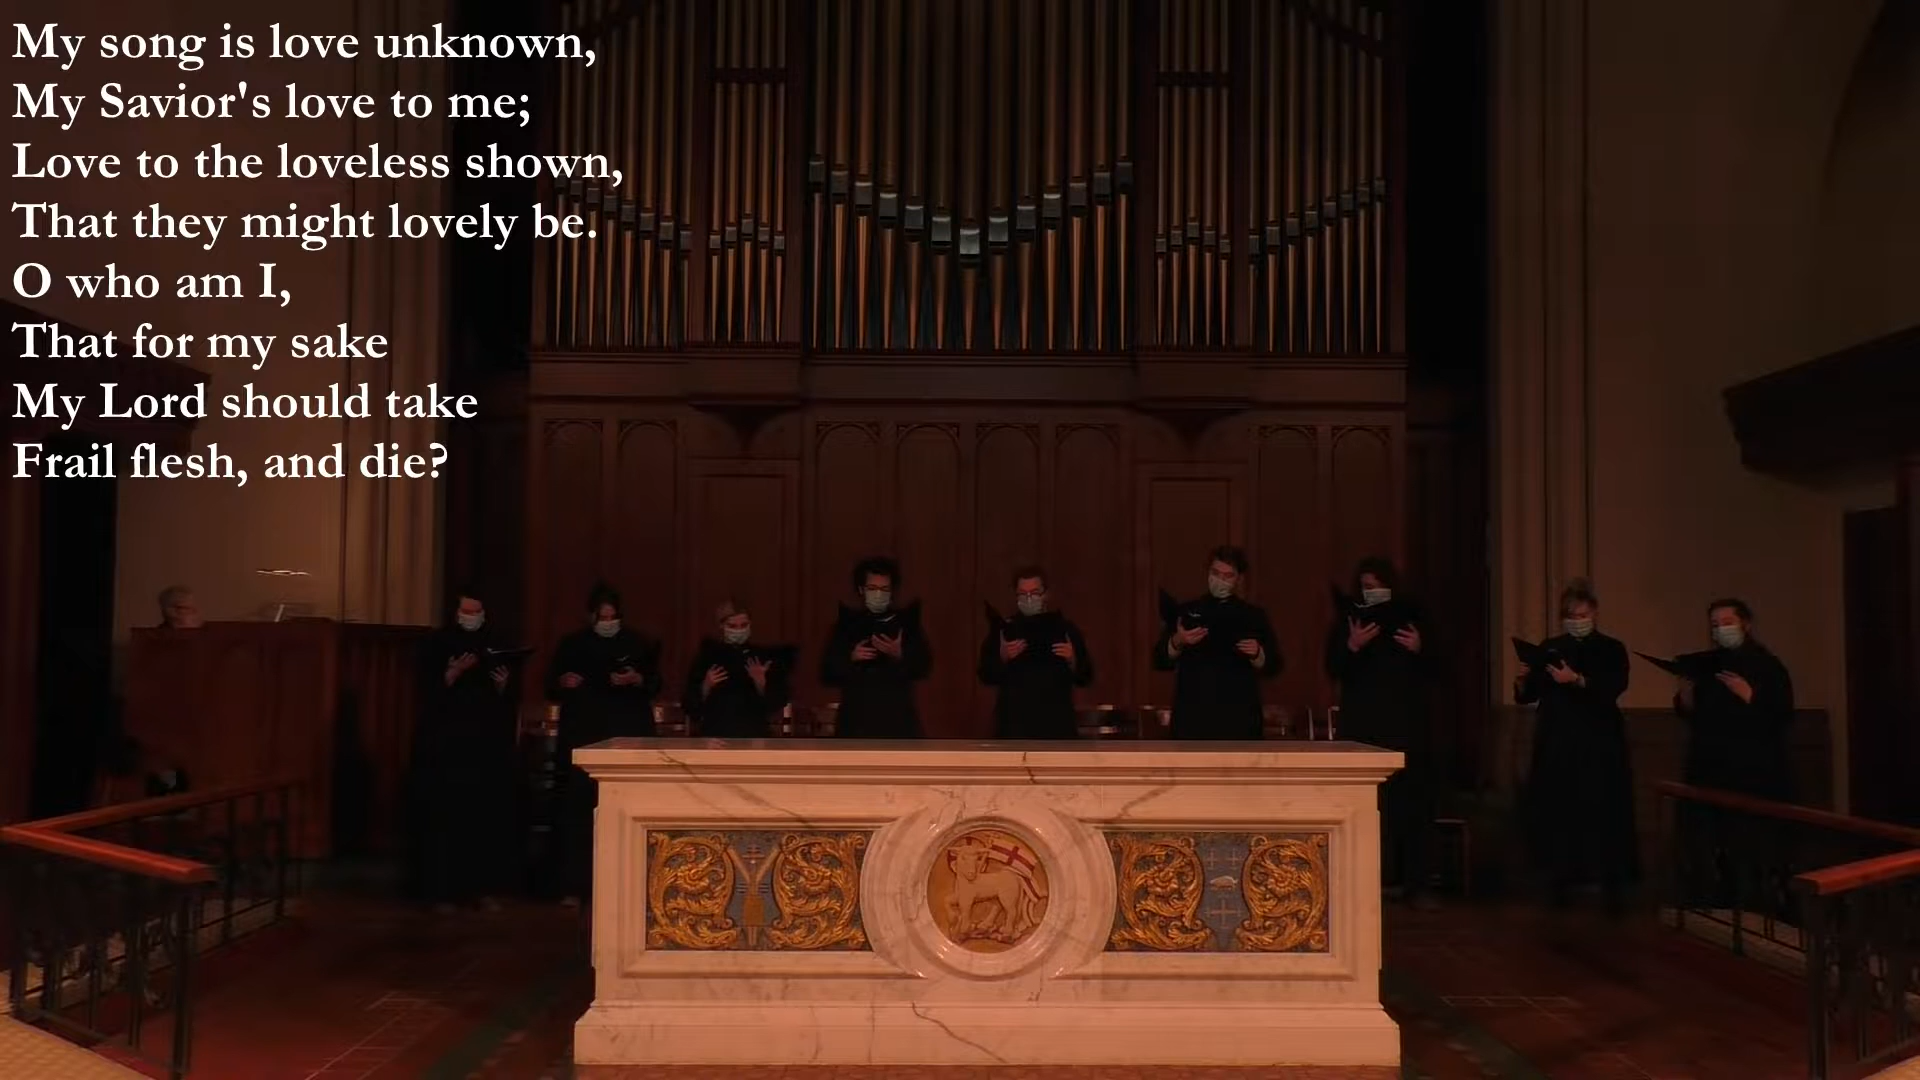 My song is love unknown,
My Savior's love to me;
Love to the loveless shown,
That they might lovely be.
O who am I,
That for my sake
My Lord should take
Frail flesh, and die?